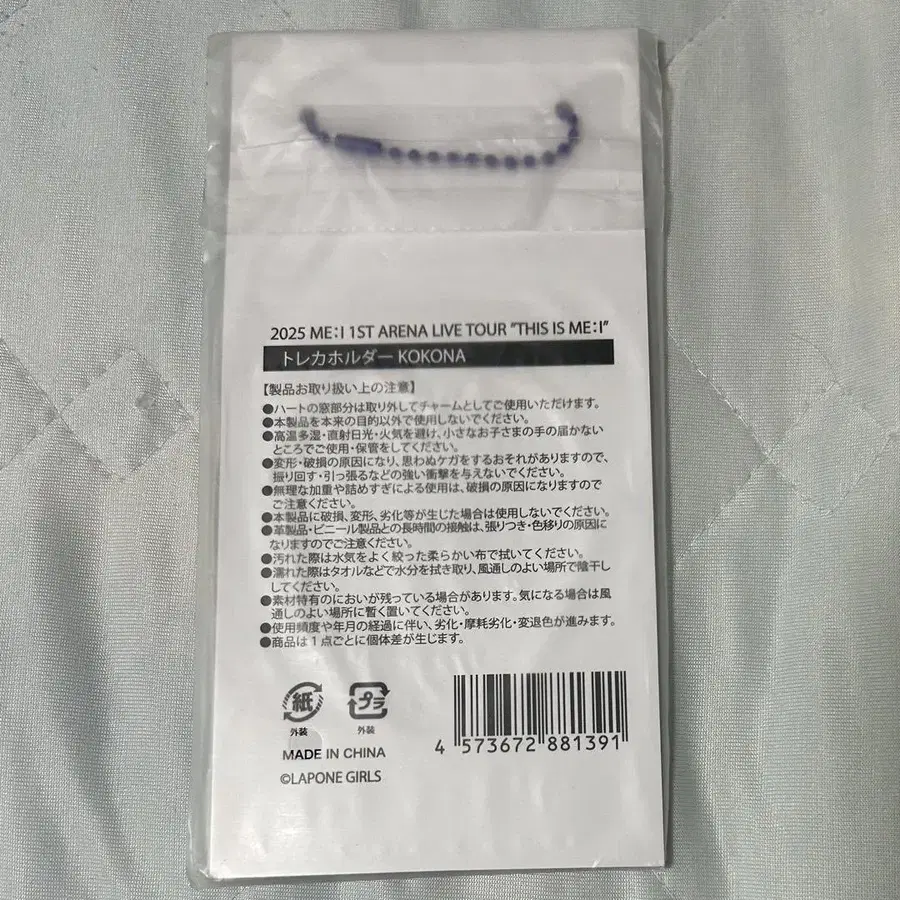 2025 ME:I 1ST ARENA LIVE TOUR "THIS IS ME:I"
トレカホルダー KOKONA
【製品お取り扱い上の注意】
●ハートの窓部分は取り外してチャームとしてご使用いただけます。
●本製品を本来の目的以外で使用しないでください。
●高温多湿・直射日光・火気を避け、小さなお子さまの手の届かない
ところでご使用・保管をしてください。
●変形・破損の原因になり、思わぬケガをするおそれがありますので、
振り回す・引っ張るなどの強い衝撃を与えないでください。
●無理な加重や詰めすぎによる使用は、破損の原因になりますので
ご注意ください。
●本製品に破損、変形、劣化等が生じた場合は使用しないでください。
●革製品・ビニール製品との長時間の接触は、張りつき・色移りの原因に
なりますのでご注意ください。
●汚れた際は水気をよく絞った柔らかい布で拭いてください。
●濡れた際はタオルなどで水分を拭き取り、風通しのよい場所で陰干し
してください。
●素材特有のにおいが残っている場合があります。気になる場合は風
通しのよい場所に暫く置いてください。
●使用頻度や年月の経過に伴い、劣化・摩耗劣化・変退色が進みます。
●商品は1点ごとに個体差が生じます。
紙 プラ
外装 外装
4 573672 881391
MADE IN CHINA
©LAPONE GIRLS